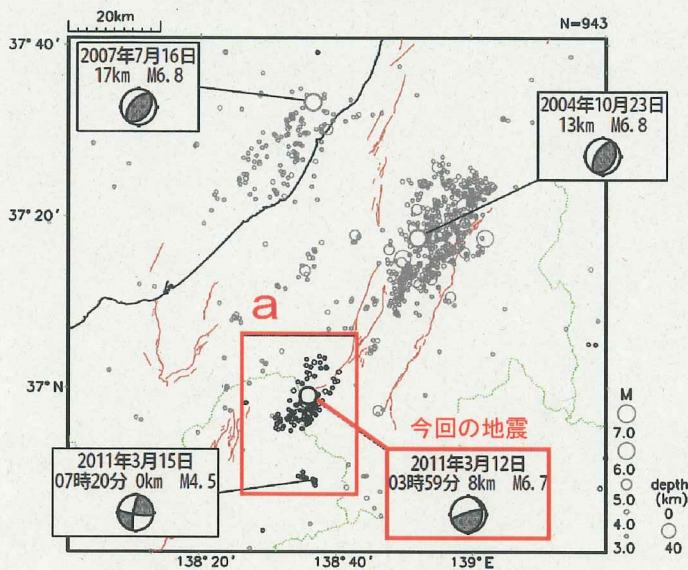 20km
N=943
37°40'
2007年7月16日
17km M6.8
2004年10月23日
13km M6.8
37°20'
a
37°N
今回の地震
2011年3月15日
07時20分 0km M4.5
2011年3月12日
03時59分 8km M6.7
M
7.0
6.0
5.0
4.0
3.0
depth
(km)
0
40
138°20'
138°40'
139°E